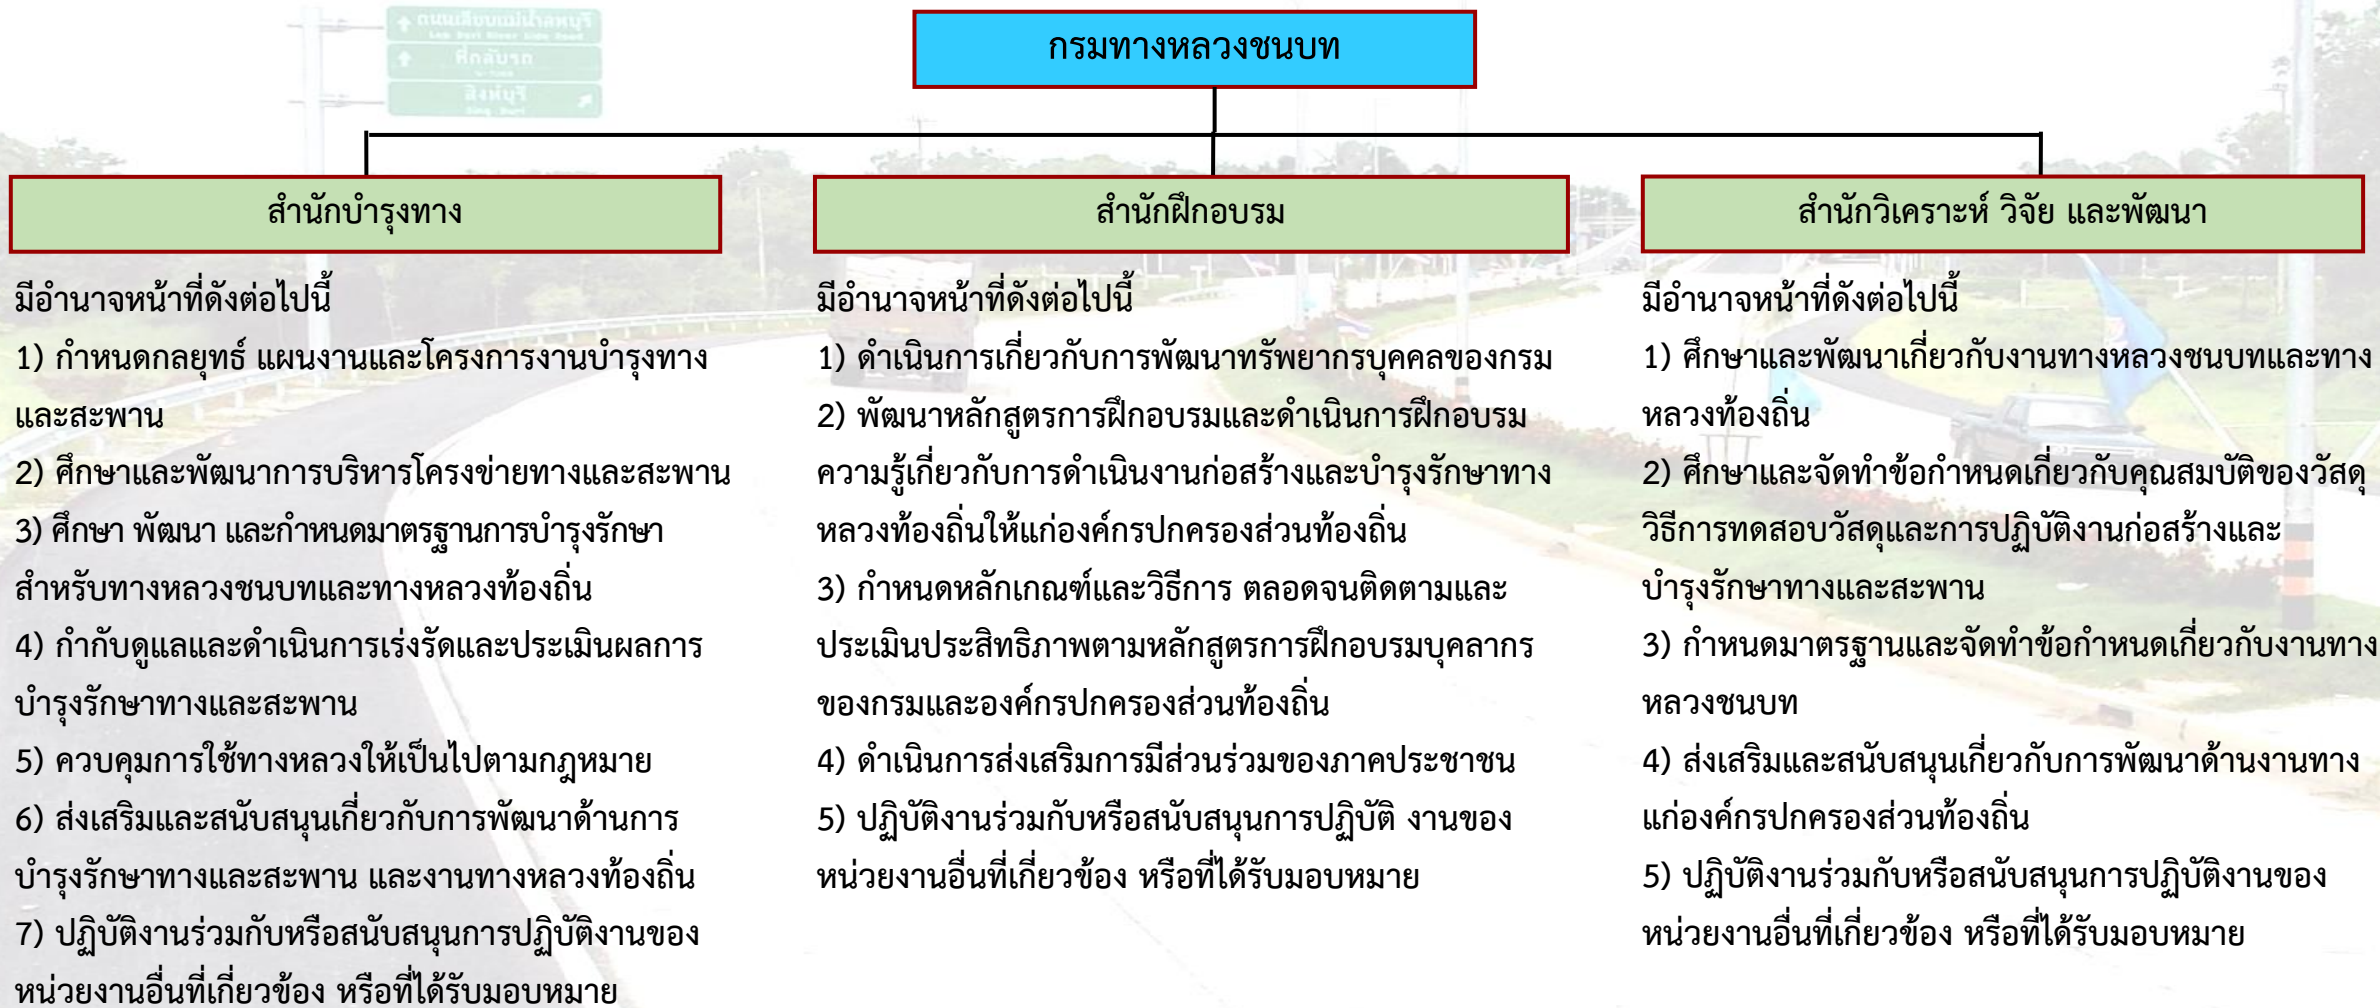 ถนนเลียบแม่น้ำลพบุรี
Lop Buri River Side Road
ที่กลับรถ
U-Turn
สิงห์บุรี
Sing Buri
กรมทางหลวงชนบท
สำนักบำรุงทาง
มีอำนาจหน้าที่ดังต่อไปนี้
1) กำหนดกลยุทธ์ แผนงานและโครงการงานบำรุงทาง
และสะพาน
2) ศึกษาและพัฒนาการบริหารโครงข่ายทางและสะพาน
3) ศึกษา พัฒนา และกำหนดมาตรฐานการบำรุงรักษา
สำหรับทางหลวงชนบทและทางหลวงท้องถิ่น
4) กำกับดูแลและดำเนินการเร่งรัดและประเมินผลการ
บำรุงรักษาทางและสะพาน
5) ควบคุมการใช้ทางหลวงให้เป็นไปตามกฎหมาย
6) ส่งเสริมและสนับสนุนเกี่ยวกับการพัฒนาด้านการ
บำรุงรักษาทางและสะพาน และงานทางหลวงท้องถิ่น
7) ปฏิบัติงานร่วมกับหรือสนับสนุนการปฏิบัติงานของ
หน่วยงานอื่นที่เกี่ยวข้อง หรือที่ได้รับมอบหมาย
สำนักฝึกอบรม
มีอำนาจหน้าที่ดังต่อไปนี้
1) ดำเนินการเกี่ยวกับการพัฒนาทรัพยากรบุคคลของกรม
2) พัฒนาหลักสูตรการฝึกอบรมและดำเนินการฝึกอบรม
ความรู้เกี่ยวกับการดำเนินงานก่อสร้างและบำรุงรักษาทาง
หลวงท้องถิ่นให้แก่องค์กรปกครองส่วนท้องถิ่น
3) กำหนดหลักเกณฑ์และวิธีการ ตลอดจนติดตามและ
ประเมินประสิทธิภาพตามหลักสูตรการฝึกอบรมบุคลากร
ของกรมและองค์กรปกครองส่วนท้องถิ่น
4) ดำเนินการส่งเสริมการมีส่วนร่วมของภาคประชาชน
5) ปฏิบัติงานร่วมกับหรือสนับสนุนการปฏิบัติ งานของ
หน่วยงานอื่นที่เกี่ยวข้อง หรือที่ได้รับมอบหมาย
สำนักวิเคราะห์ วิจัย และพัฒนา
มีอำนาจหน้าที่ดังต่อไปนี้
1) ศึกษาและพัฒนาเกี่ยวกับงานทางหลวงชนบทและทาง
หลวงท้องถิ่น
2) ศึกษาและจัดทำข้อกำหนดเกี่ยวกับคุณสมบัติของวัสดุ
วิธีการทดสอบวัสดุและการปฏิบัติงานก่อสร้างและ
บำรุงรักษาทางและสะพาน
3) กำหนดมาตรฐานและจัดทำข้อกำหนดเกี่ยวกับงานทาง
หลวงชนบท
4) ส่งเสริมและสนับสนุนเกี่ยวกับการพัฒนาด้านงานทาง
แก่องค์กรปกครองส่วนท้องถิ่น
5) ปฏิบัติงานร่วมกับหรือสนับสนุนการปฏิบัติงานของ
หน่วยงานอื่นที่เกี่ยวข้อง หรือที่ได้รับมอบหมาย